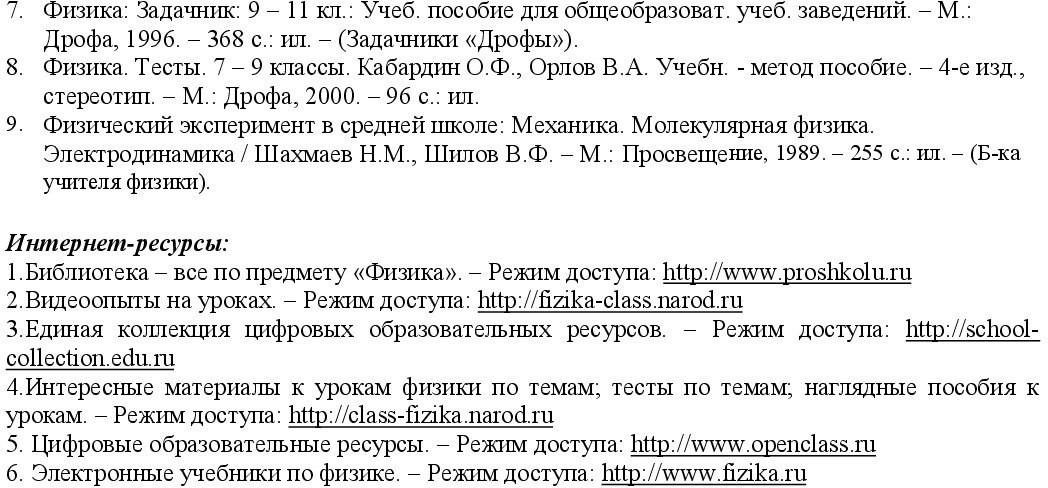 7. Физика: Задачник: 9 – 11 кл.: Учеб. пособие для общеобразоват. учеб. заведений. – М.:
Дрофа, 1996. – 368 с.: ил. – (Задачники «Дрофы»).
8. Физика. Тесты. 7 – 9 классы. Кабардин О.Ф., Орлов В.А. Учебн. - метод пособие. – 4-е изд.,
стереотип. – М.: Дрофа, 2000. – 96 с.: ил.
9. Физический эксперимент в средней школе: Механика. Молекулярная физика.
Электродинамика / Шахмаев Н.М., Шилов В.Ф. – М.: Просвещение, 1989. – 255 с.: ил. – (Б-ка
учителя физики).
Интернет-ресурсы:
1.Библиотека – все по предмету «Физика». – Режим доступа: http://www.proshkolu.ru
2.Видеоопыты на уроках. – Режим доступа: http://fizika-class.narod.ru
3.Единая коллекция цифровых образовательных ресурсов. – Режим доступа: http://school-
collection.edu.ru
4.Интересные материалы к урокам физики по темам; тесты по темам; наглядные пособия к
урокам. – Режим доступа: http://class-fizika.narod.ru
5. Цифровые образовательные ресурсы. – Режим доступа: http://www.openclass.ru
6. Электронные учебники по физике. – Режим доступа: http://www.fizika.ru